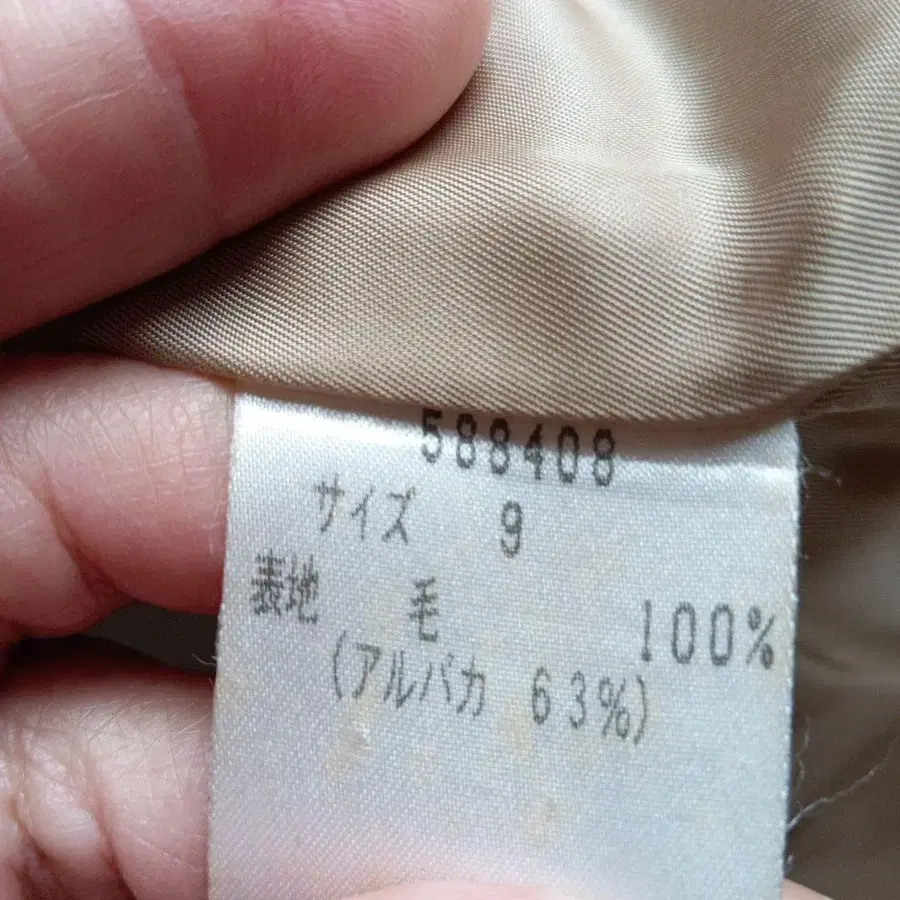 588408
サイズ 9
表地 毛 100%
(アルパカ 63%)